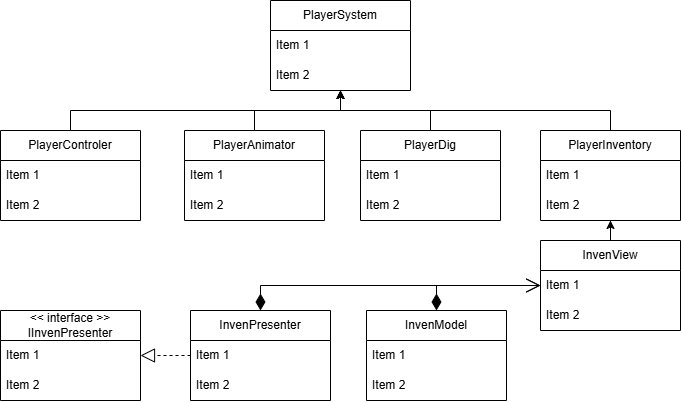 PlayerSystem
Item 1
Item 2
PlayerControler
Item 1
Item 2
PlayerAnimator
Item 1
Item 2
PlayerDig
Item 1
Item 2
PlayerInventory
Item 1
Item 2
InvenView
Item 1
Item 2
<< interface >>
IInvenPresenter
Item 1
Item 2
InvenPresenter
Item 1
Item 2
InvenModel
Item 1
Item 2